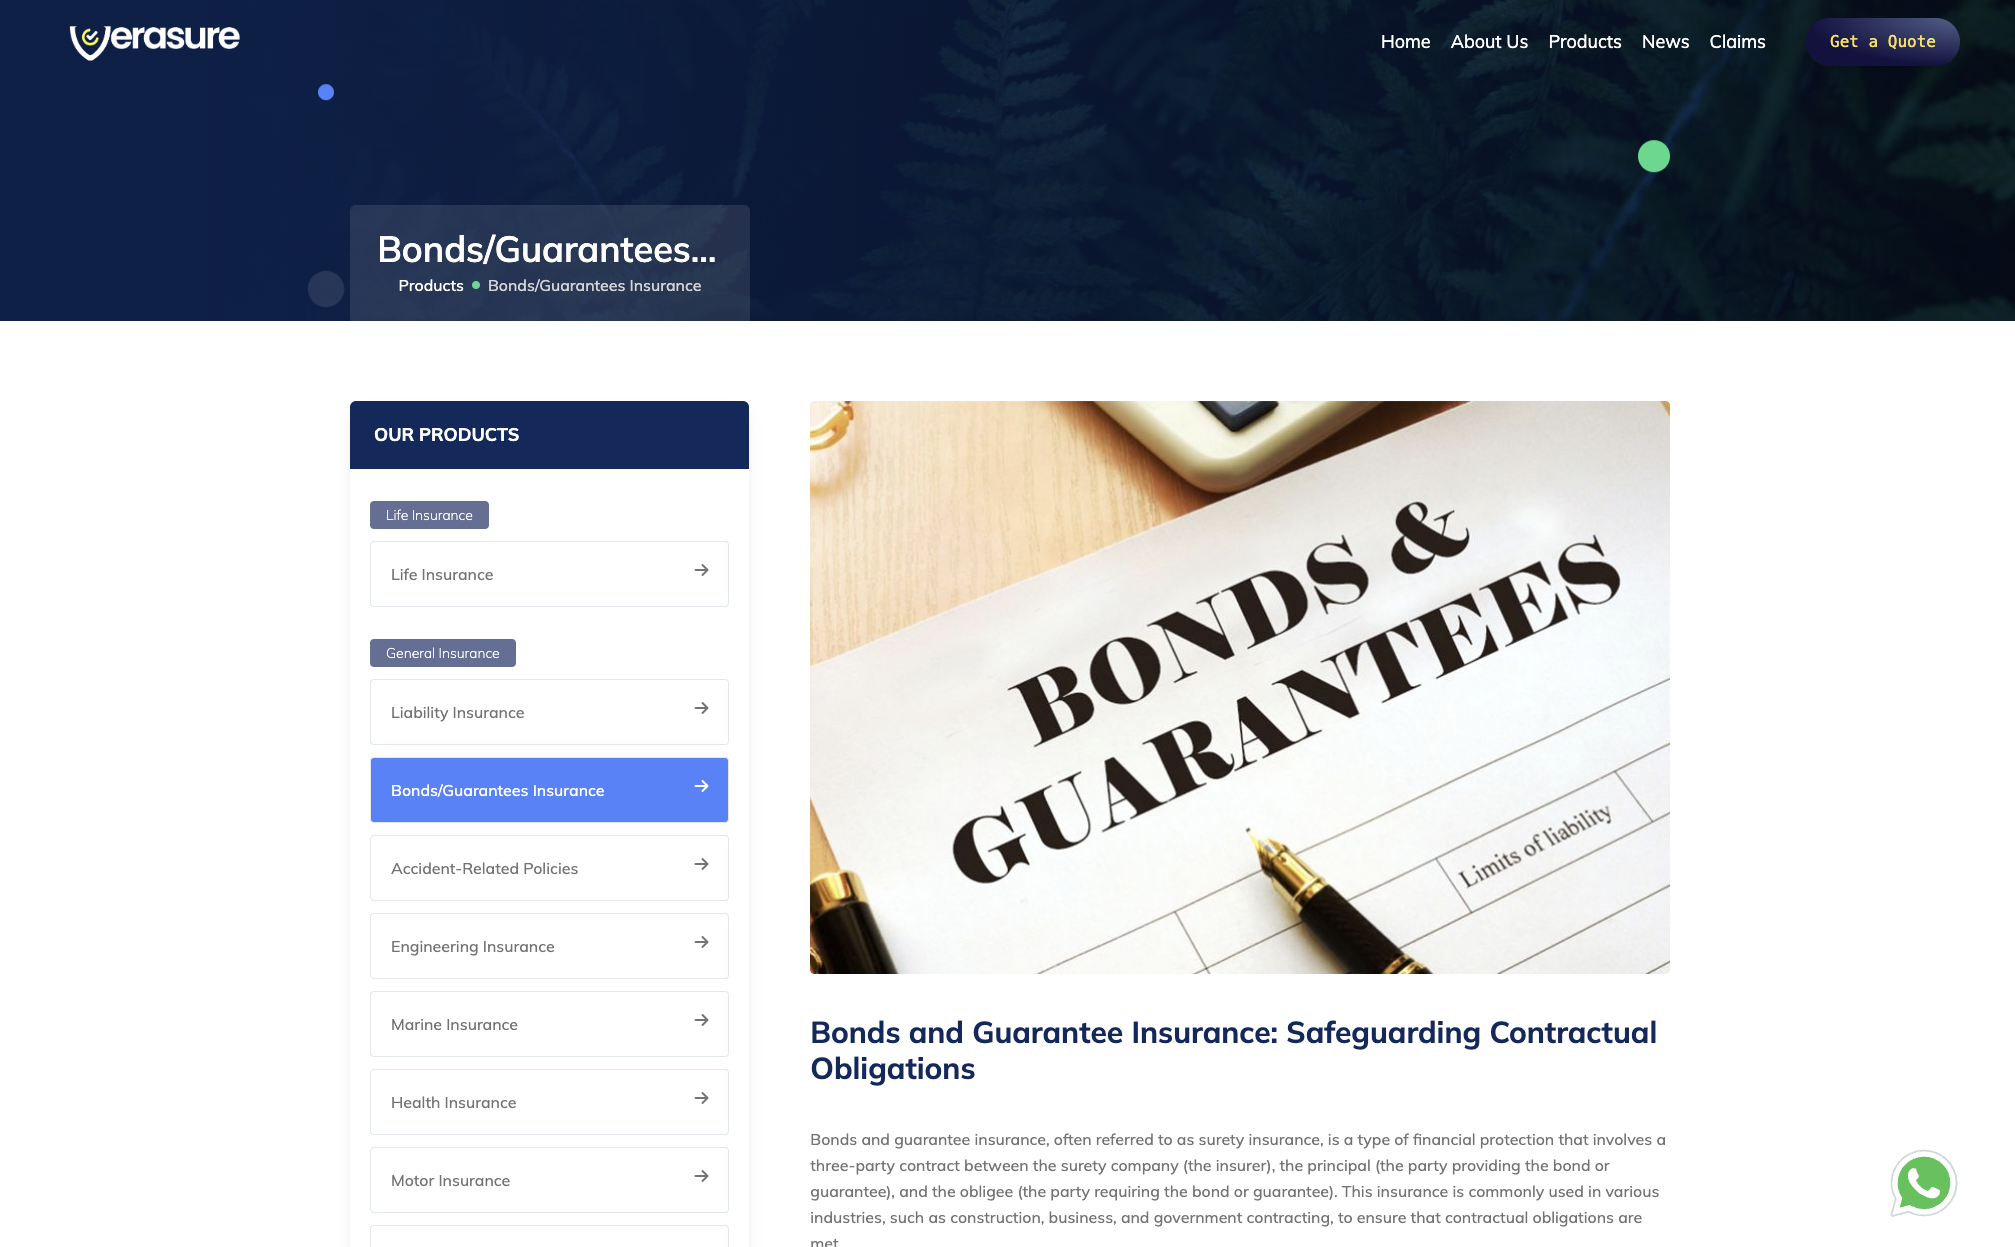 verasure
Home
About Us
Products
News
Claims
Get a Quote
Bonds/Guarantees...
Products
Bonds/Guarantees Insurance
OUR PRODUCTS
Life Insurance
Life Insurance
General Insurance
Liability Insurance
Bonds/Guarantees Insurance
Accident-Related Policies
Engineering Insurance
Marine Insurance
Health Insurance
Motor Insurance
BONDS &
GUARANTEES
Limits of liability
Bonds and Guarantee Insurance: Safeguarding Contractual
Obligations
Bonds and guarantee insurance, often referred to as surety insurance, is a type of financial protection that involves a
three-party contract between the surety company (the insurer), the principal (the party providing the bond or
guarantee), and the obligee (the party requiring the bond or guarantee). This insurance is commonly used in various
industries, such as construction, business, and government contracting, to ensure that contractual obligations are
met